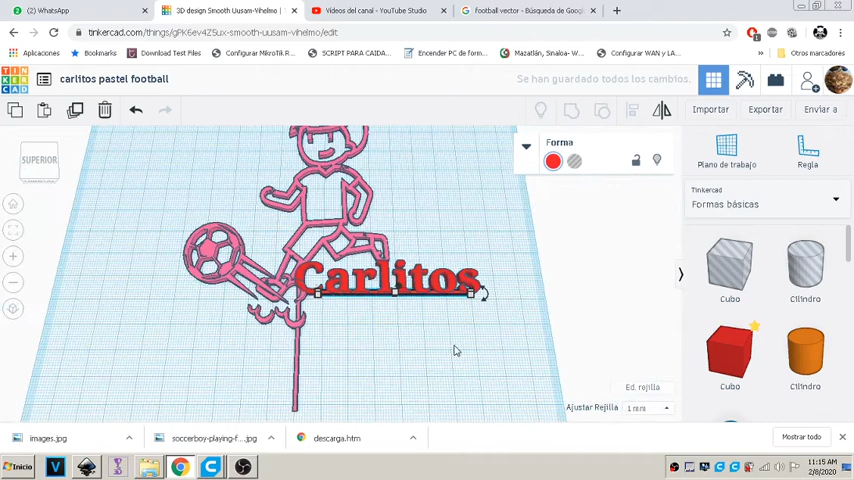 (2) WhatsApp
3D design Smooth Uusam-Vihelmo |
Vídeos del canal - YouTube Studio
football vector - Búsqueda de Goog
tinkercad.com/things/gPK6ev4Z5ux-smooth-uusam-vihelmo/edit
Aplicaciones
Bookmarks
Download Test Files
Configurar MikroTiK R
SCRIPT PARA CAIDA...
Encender PC de form...
Mazatlán, Sinaloa- W...
Configurar WAN y LA...
Otros marcadores
TIN
KER
CAD
carlitos pastel football
Se han guardado todos los cambios.
Importar
Exportar
Enviar a
SUPERIOR
Forma
Plano de trabajo
Regla
Tinkercad
Formas básicas
Carlitos
Cubo
Cilindro
Cubo
Cilindro
Ed. rejilla
Ajustar Rejilla
1 mm
images.jpg
soccerboy-playing-f....jpg
descarga.htm
Mostrar todo
Inicio
11:15 AM
2/8/2020